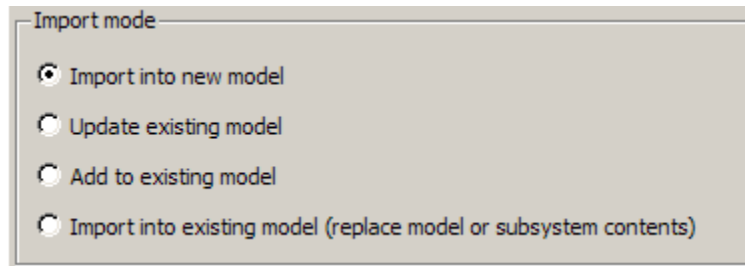 Import mode
Import into new model
Update existing model
Add to existing model
Import into existing model (replace model or subsystem contents)